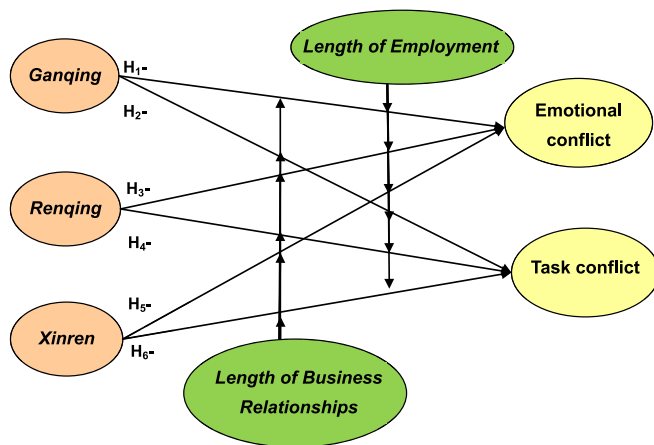 Length of Employment
Ganqing
H1-
H2-
Emotional
conflict
Renqing
H3-
H4-
Task conflict
Xinren
H5-
H6-
Length of Business
Relationships